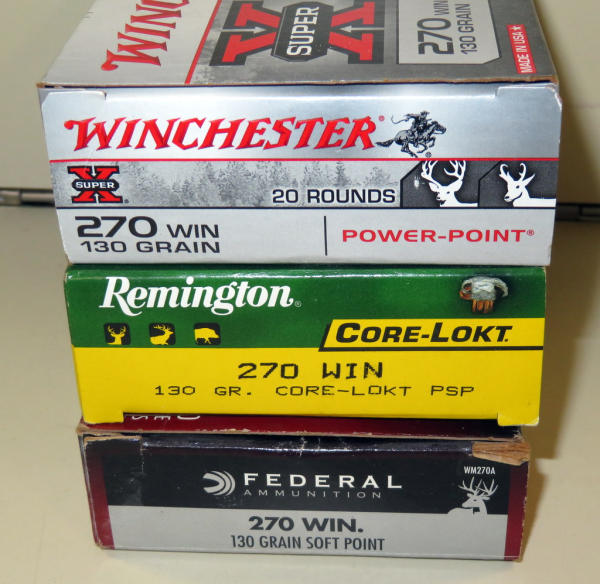 WINCHESTER
SUPER X
270 WIN
130 GRAIN
MADE IN USA★
WINCHESTER®
SUPER X
20 ROUNDS
270 WIN
130 GRAIN
POWER-POINT®
Remington®
CORE-LOKT
270 WIN
130 GR. CORE-LOKT PSP
FEDERAL
AMMUNITION
WM270A
270 WIN.
130 GRAIN SOFT POINT